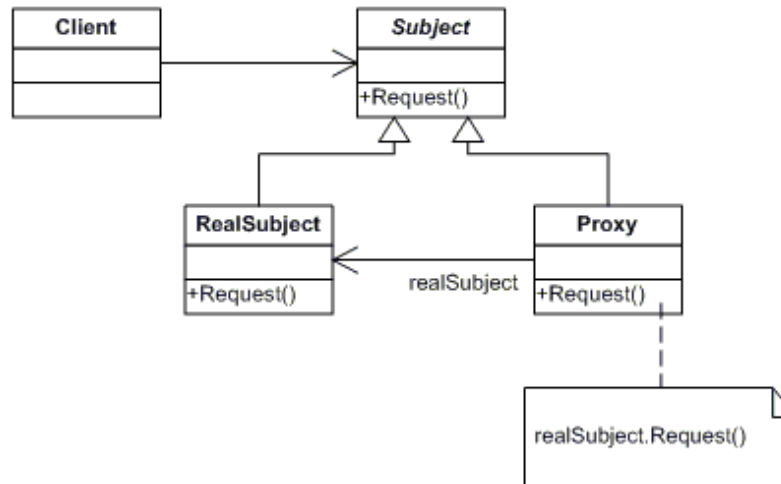 Client
Subject
+Request()
RealSubject
+Request()
Proxy
+Request()
realSubject
realSubject.Request()